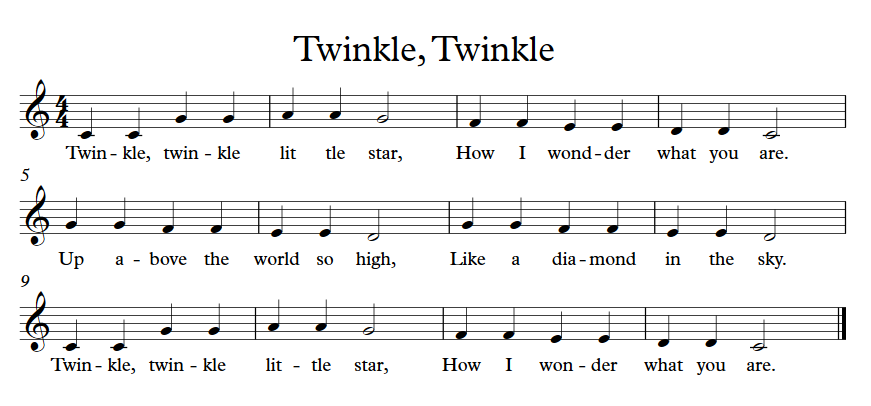 Twinkle, Twinkle
4
4
Twin - kle, twin - kle lit tle star, How I wond - der what you are.
5
Up a - bove the world so high, Like a dia - mond in the sky.
9
Twin - kle, twin - kle lit - tle star, How I won - der what you are.